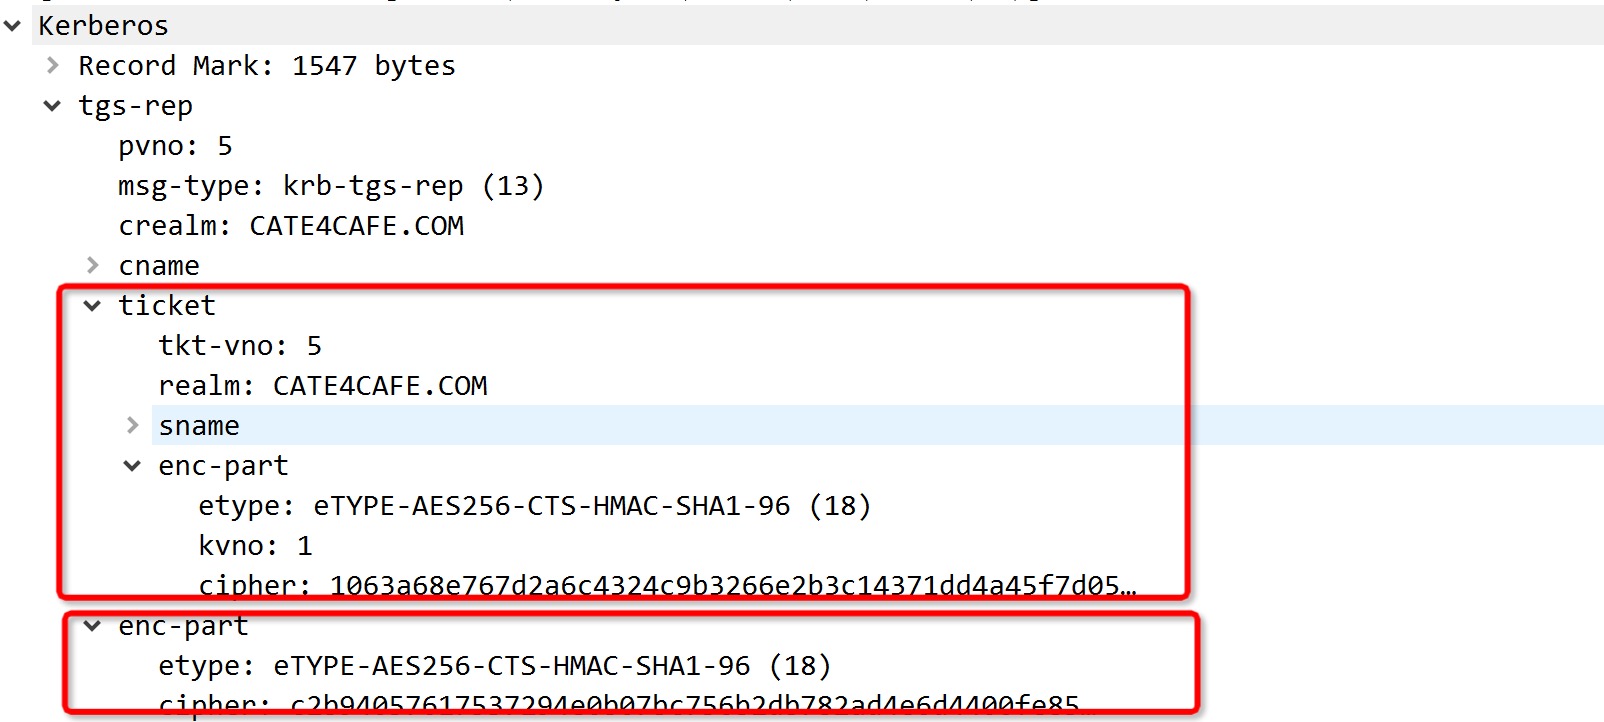 Kerberos
Record Mark: 1547 bytes
tgs-rep
pvno: 5
msg-type: krb-tgs-rep (13)
crealm: CATE4CAFE.COM
cname
ticket
tkt-vno: 5
realm: CATE4CAFE.COM
sname
enc-part
etype: eTYPE-AES256-CTS-HMAC-SHA1-96 (18)
kvno: 1
cipher: 1063a68e767d2a6c4324c9b3266e2b3c14371dd4a45f7d05…
enc-part
etype: eTYPE-AES256-CTS-HMAC-SHA1-96 (18)
cipher: c2b94057617537294e0b07bc756b2db782ad4e6d4400fe85…